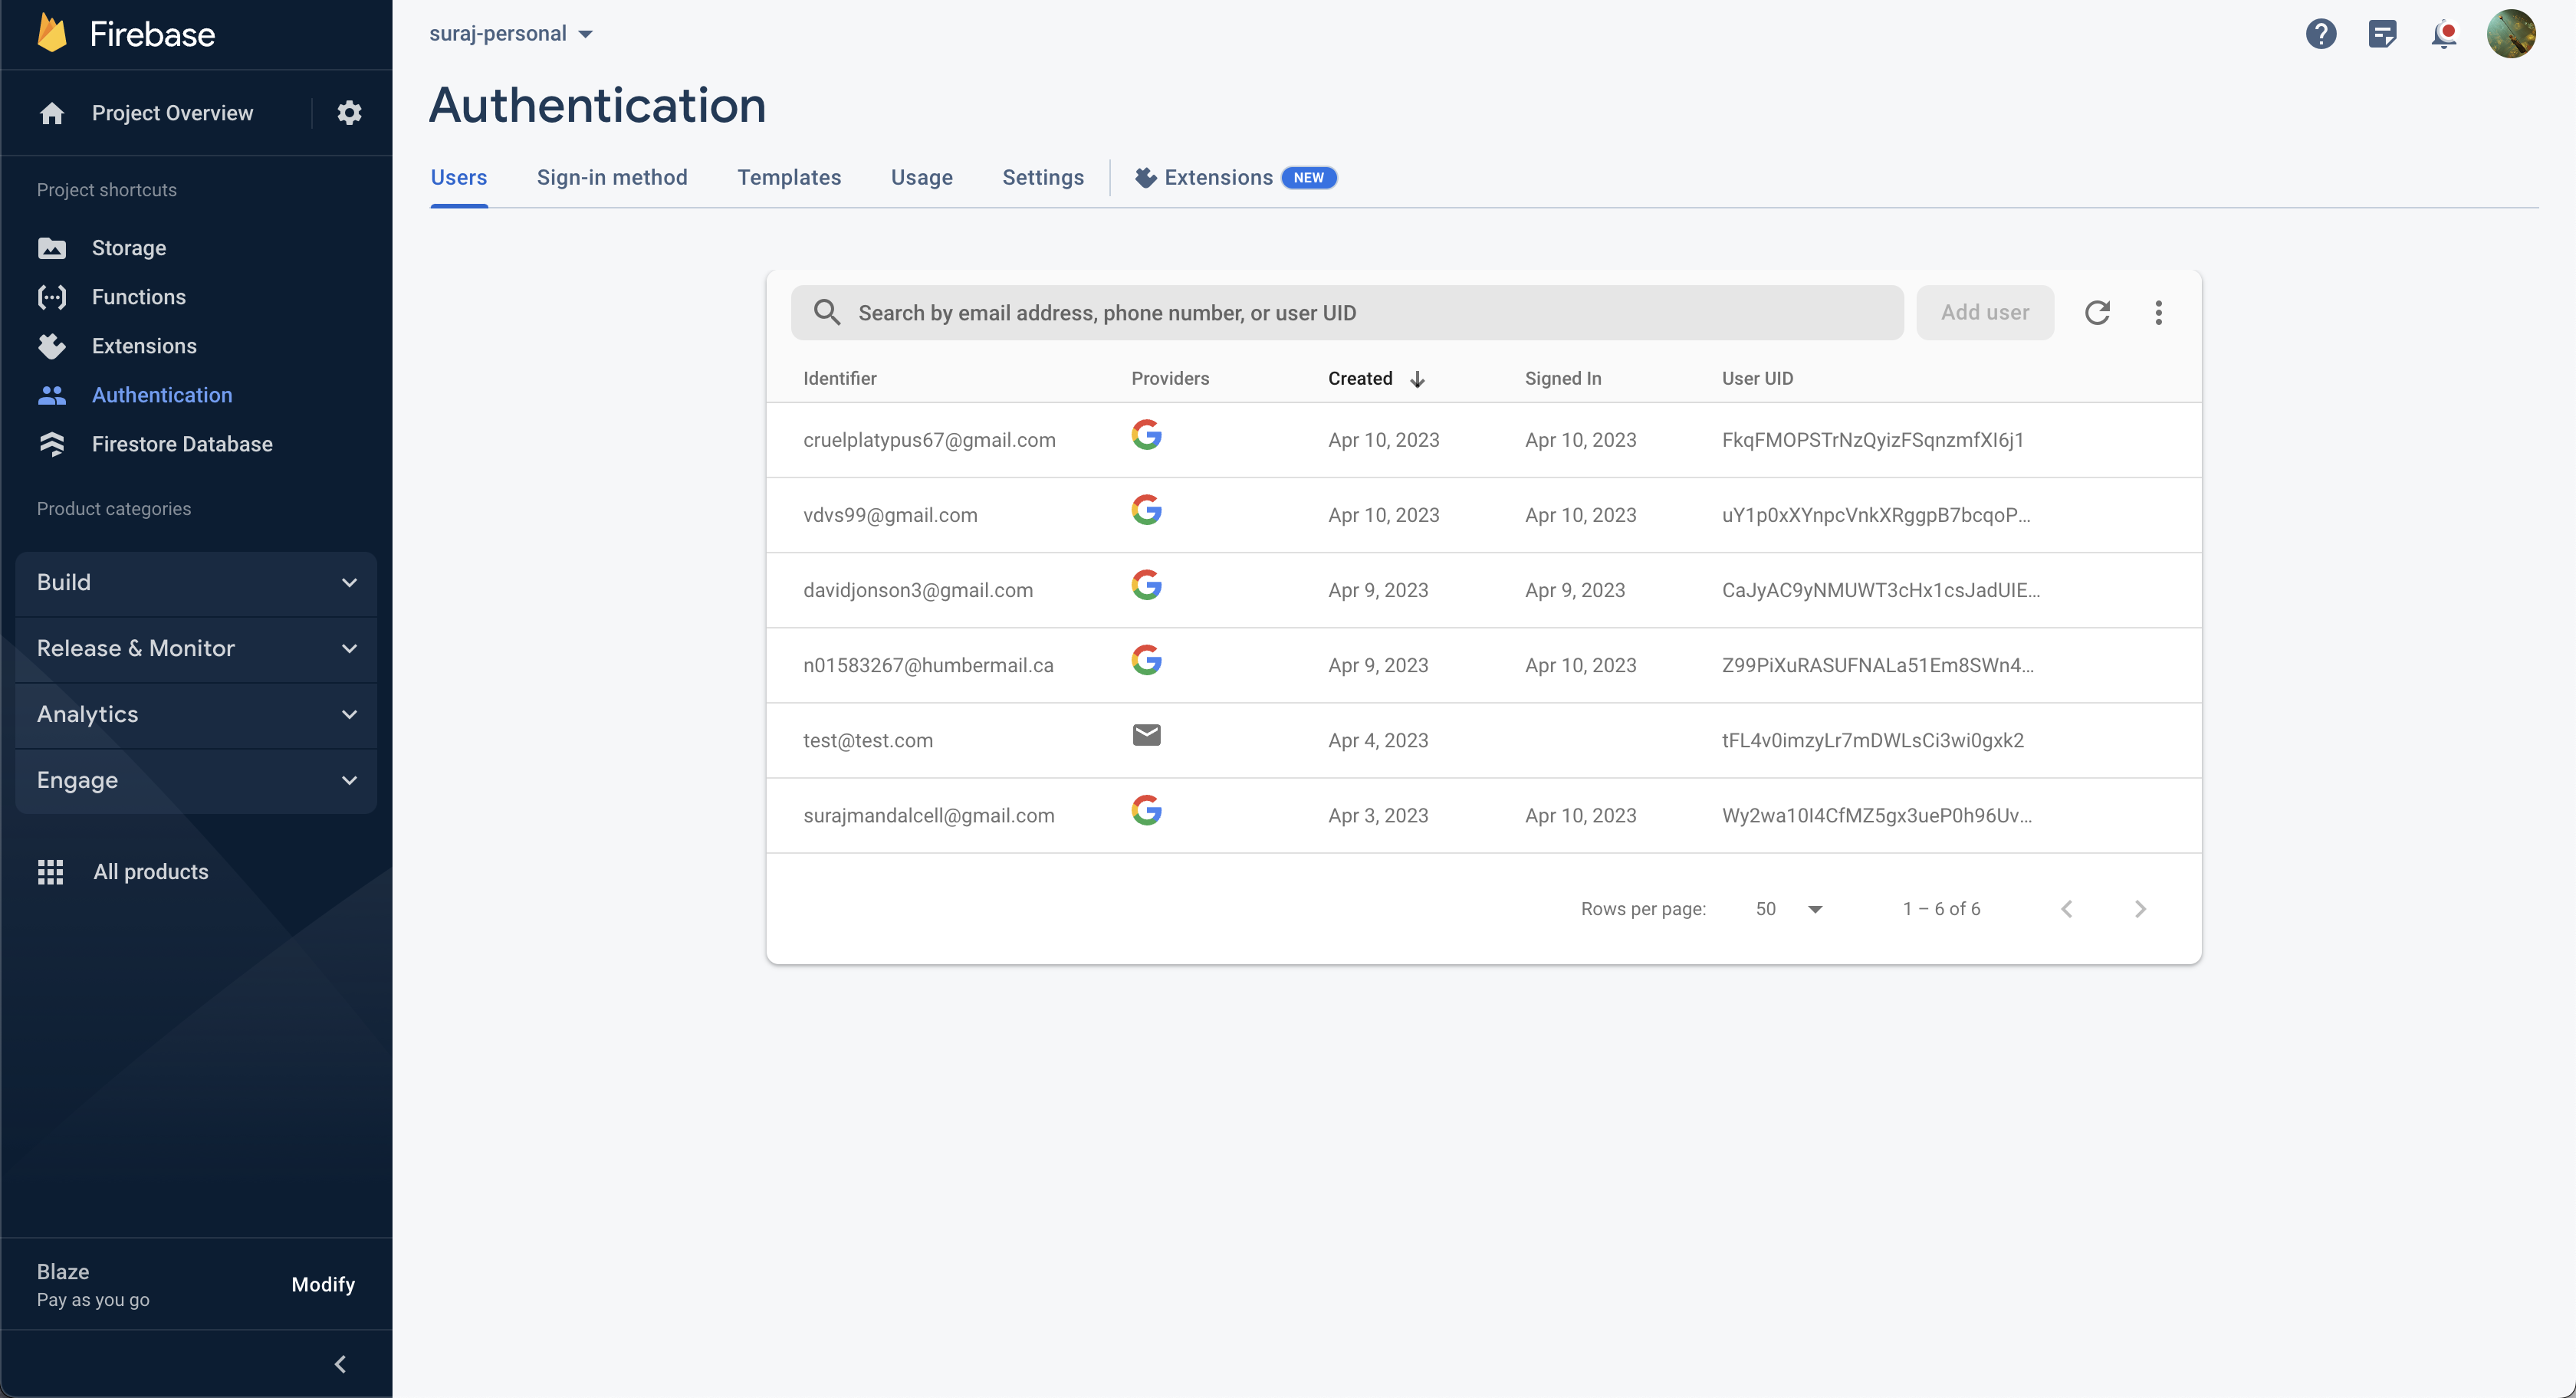 Firebase
Project Overview
Project shortcuts
Storage
Functions
Extensions
Authentication
Firestore Database
Product categories
Build
Release & Monitor
Analytics
Engage
All products
Blaze
Pay as you go
Modify
suraj-personal
Authentication
Users Sign-in method Templates Usage Settings Extensions NEW
Search by email address, phone number, or user UID Add user
Identifier Providers Created Signed In User UID
cruelplatypus67@gmail.com Apr 10, 2023 Apr 10, 2023 FkqFMOPSTrNzQyizFSqnzmfXI6j1
vdvs99@gmail.com Apr 10, 2023 Apr 10, 2023 uY1p0xXYnpcVnkXRggpB7bcqoP...
davidjonson3@gmail.com Apr 9, 2023 Apr 9, 2023 CaJyAC9yNMUWT3cHx1csJadUIE...
n01583267@humbermail.ca Apr 9, 2023 Apr 10, 2023 Z99PiXuRASUFNALa51Em8SWn4...
test@test.com Apr 4, 2023 tFL4v0imzyLr7mDWLsCi3wi0gxk2
surajmandalcell@gmail.com Apr 3, 2023 Apr 10, 2023 Wy2wa10I4CfMZ5gx3ueP0h96Uv...
Rows per page: 50 1 – 6 of 6